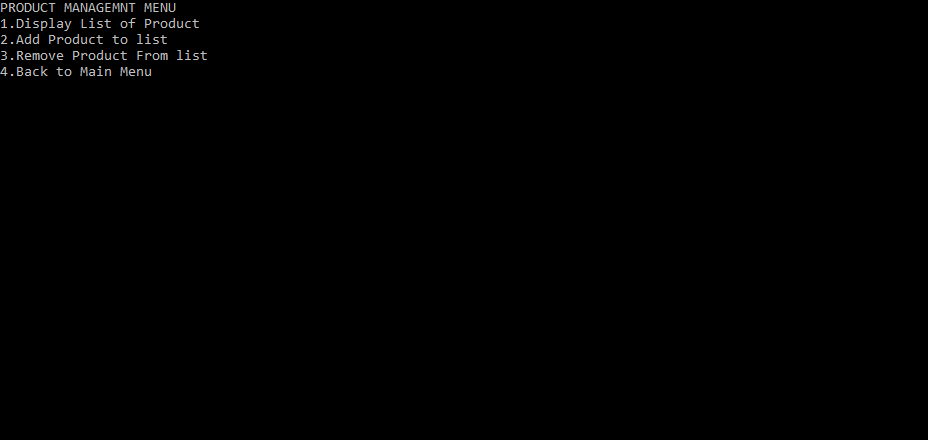 PRODUCT MANAGEMNT MENU
1.Display List of Product
2.Add Product to list
3.Remove Product From list
4.Back to Main Menu